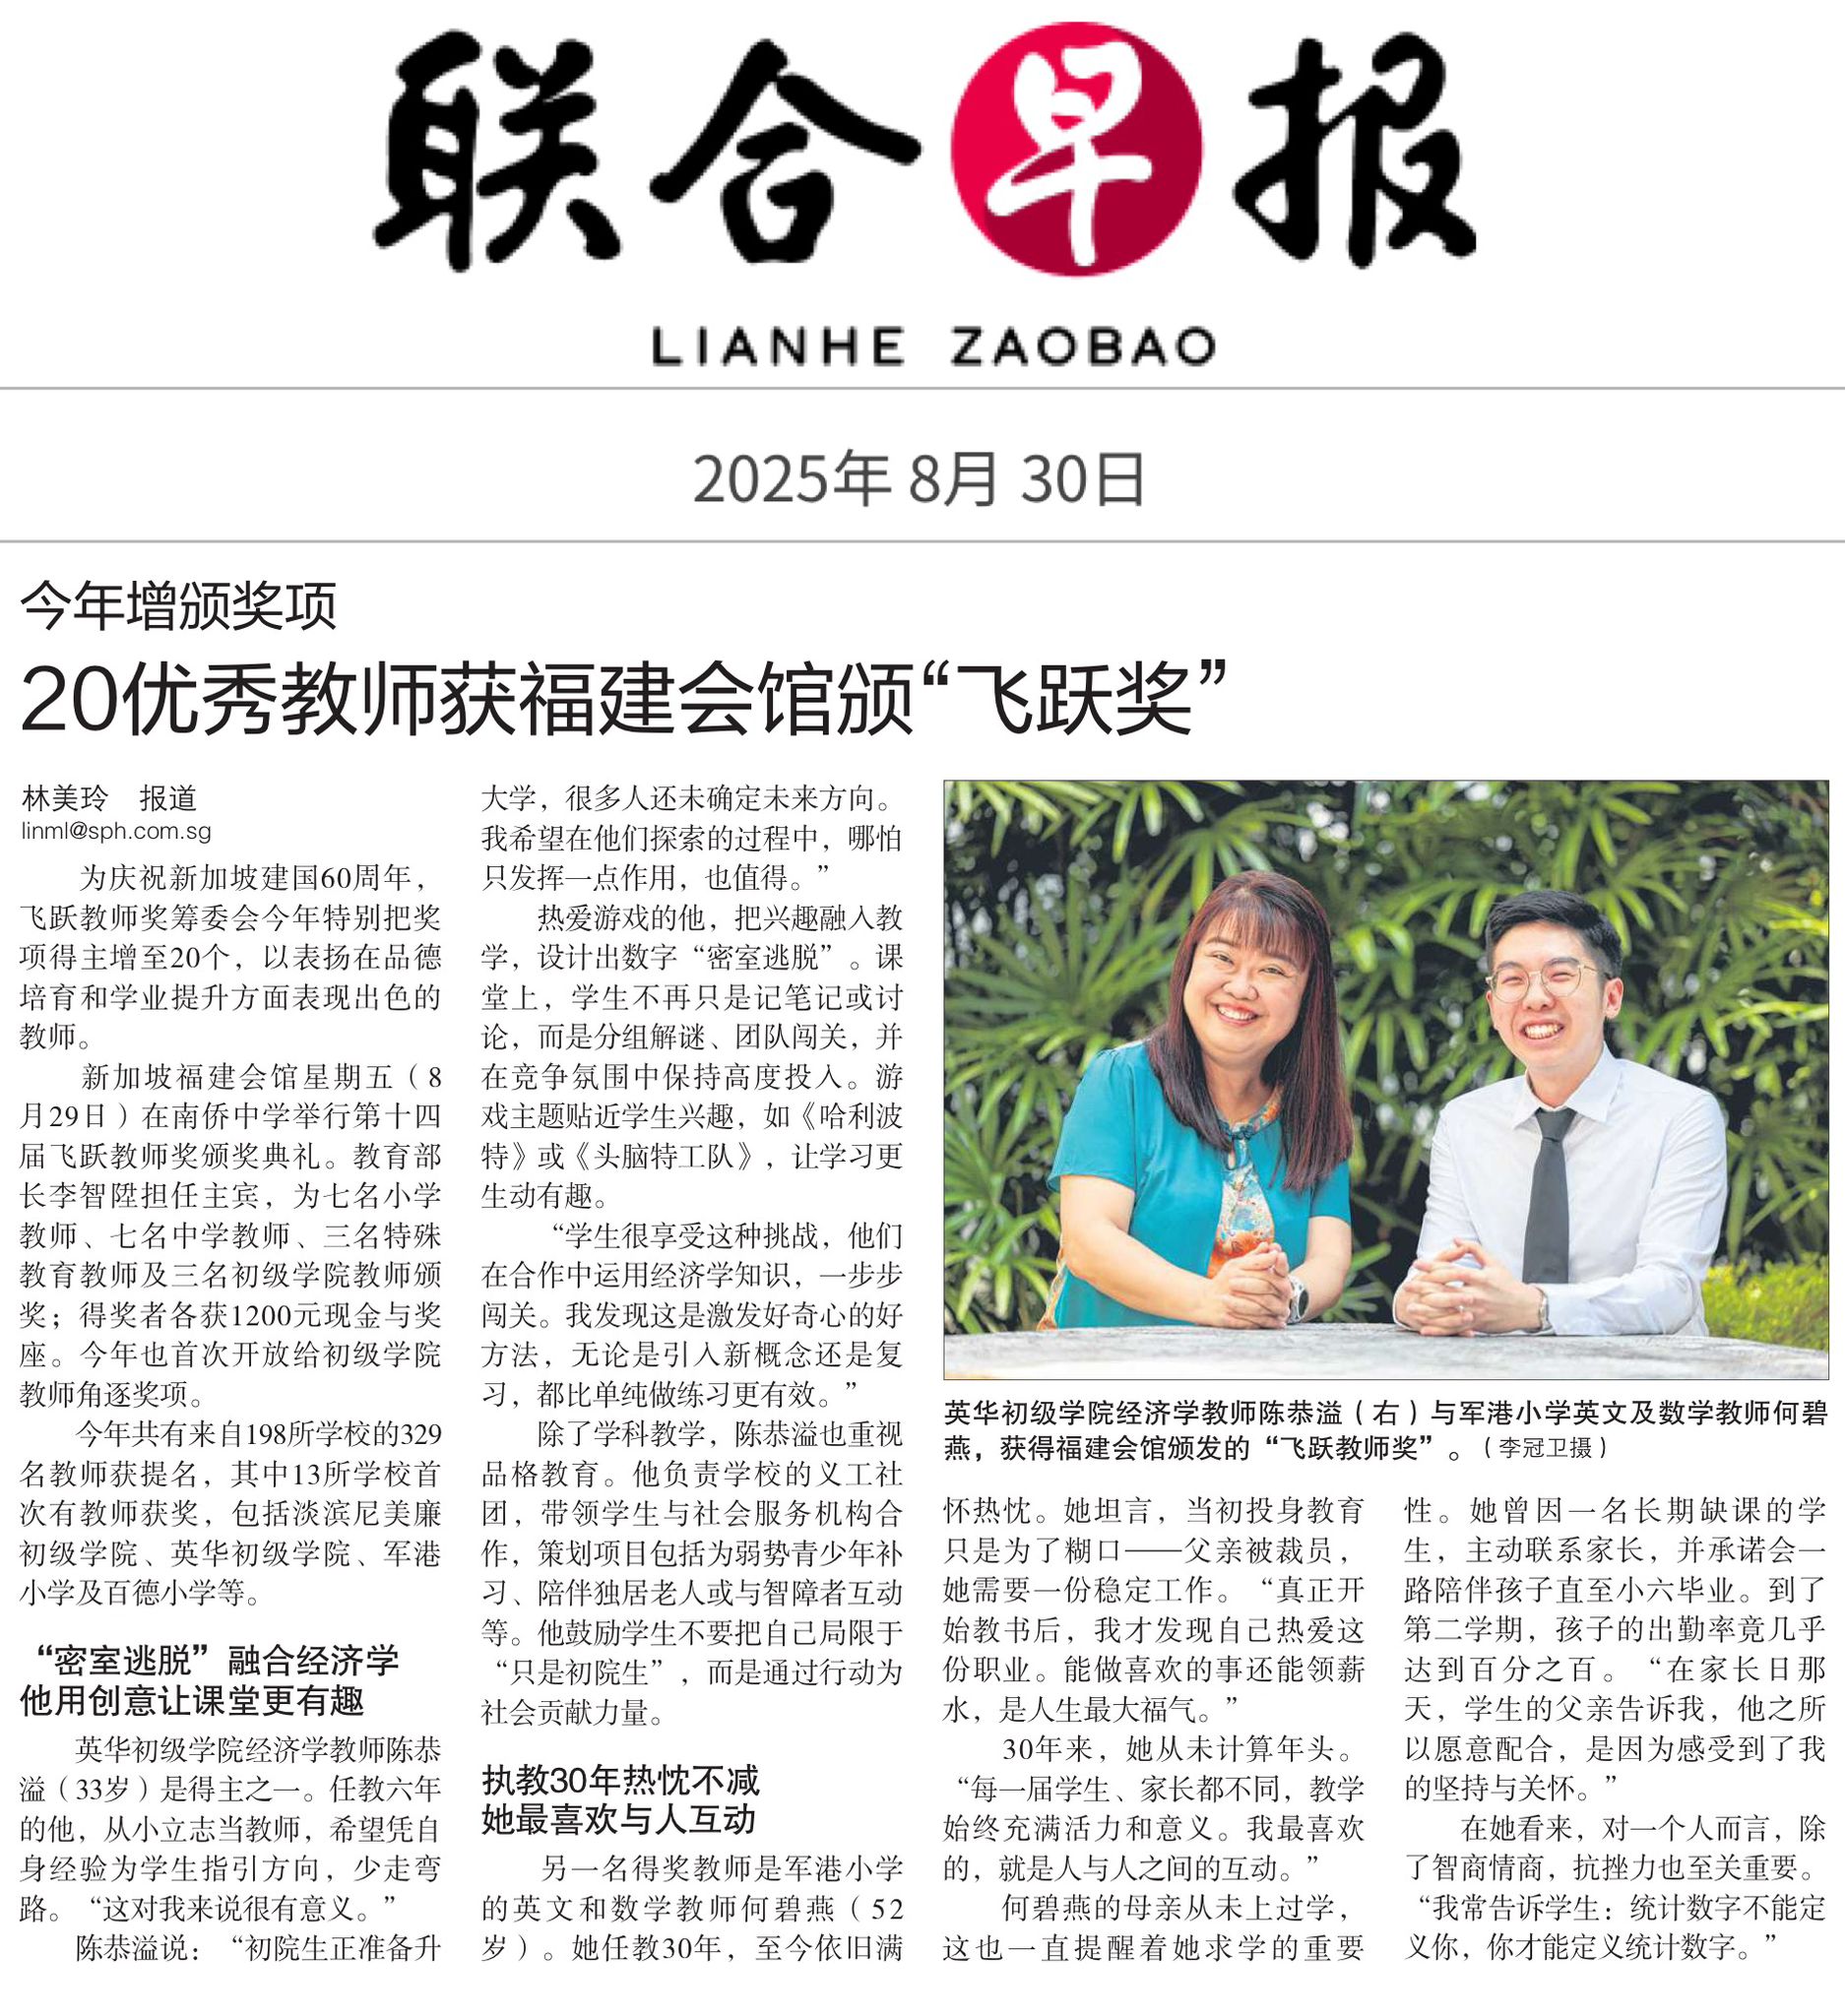 联合早报
LIANHE ZAOBAO
2025年 8月 30日
今年增颁奖项
20优秀教师获福建会馆颁“飞跃奖”
林美玲　报道
linml@sph.com.sg
为庆祝新加坡建国60周年，
飞跃教师奖筹委会今年特别把奖
项得主增至20个，以表扬在品德
培育和学业提升方面表现出色的
教师。
新加坡福建会馆星期五（8
月29日）在南侨中学举行第十四
届飞跃教师奖颁奖典礼。教育部
长李智陞担任主宾，为七名小学
教师、七名中学教师、三名特殊
教育教师及三名初级学院教师颁
奖；得奖者各获1200元现金与奖
座。今年也首次开放给初级学院
教师角逐奖项。
今年共有来自198所学校的329
名教师获提名，其中13所学校首
次有教师获奖，包括淡滨尼美廉
初级学院、英华初级学院、军港
小学及百德小学等。
“密室逃脱”融合经济学
他用创意让课堂更有趣
英华初级学院经济学教师陈恭
溢（33岁）是得主之一。任教六年
的他，从小立志当教师，希望凭自
身经验为学生指引方向，少走弯
路。“这对我来说很有意义。”
陈恭溢说：“初院生正准备升
大学，很多人还未确定未来方向。
我希望在他们探索的过程中，哪怕
只发挥一点作用，也值得。”
热爱游戏的他，把兴趣融入教
学，设计出数字“密室逃脱”。课
堂上，学生不再只是记笔记或讨
论，而是分组解谜、团队闯关，并
在竞争氛围中保持高度投入。游
戏主题贴近学生兴趣，如《哈利波
特》或《头脑特工队》，让学习更
生动有趣。
“学生很享受这种挑战，他们
在合作中运用经济学知识，一步步
闯关。我发现这是激发好奇心的好
方法，无论是引入新概念还是复
习，都比单纯做练习更有效。”
除了学科教学，陈恭溢也重视
品格教育。他负责学校的义工社
团，带领学生与社会服务机构合
作，策划项目包括为弱势青少年补
习、陪伴独居老人或与智障者互动
等。他鼓励学生不要把自己局限于
“只是初院生”，而是通过行动为
社会贡献力量。
执教30年热忱不减
她最喜欢与人互动
另一名得奖教师是军港小学
的英文和数学教师何碧燕（52
岁）。她任教30年，至今依旧满
英华初级学院经济学教师陈恭溢（右）与军港小学英文及数学教师何碧
燕，获得福建会馆颁发的“飞跃教师奖”。（李冠卫摄）
怀热忱。她坦言，当初投身教育
只是为了糊口——父亲被裁员，
她需要一份稳定工作。“真正开
始教书后，我才发现自己热爱这
份职业。能做喜欢的事还能领薪
水，是人生最大福气。”
30年来，她从未计算年头。
“每一届学生、家长都不同，教学
始终充满活力和意义。我最喜欢
的，就是人与人之间的互动。”
何碧燕的母亲从未上过学，
这也一直提醒着她求学的重要
性。她曾因一名长期缺课的学
生，主动联系家长，并承诺会一
路陪伴孩子直至小六毕业。到了
第二学期，孩子的出勤率竟几乎
达到百分之百。“在家长日那
天，学生的父亲告诉我，他之所
以愿意配合，是因为感受到了我
的坚持与关怀。”
在她看来，对一个人而言，除
了智商情商，抗挫力也至关重要。
“我常告诉学生：统计数字不能定
义你，你才能定义统计数字。”